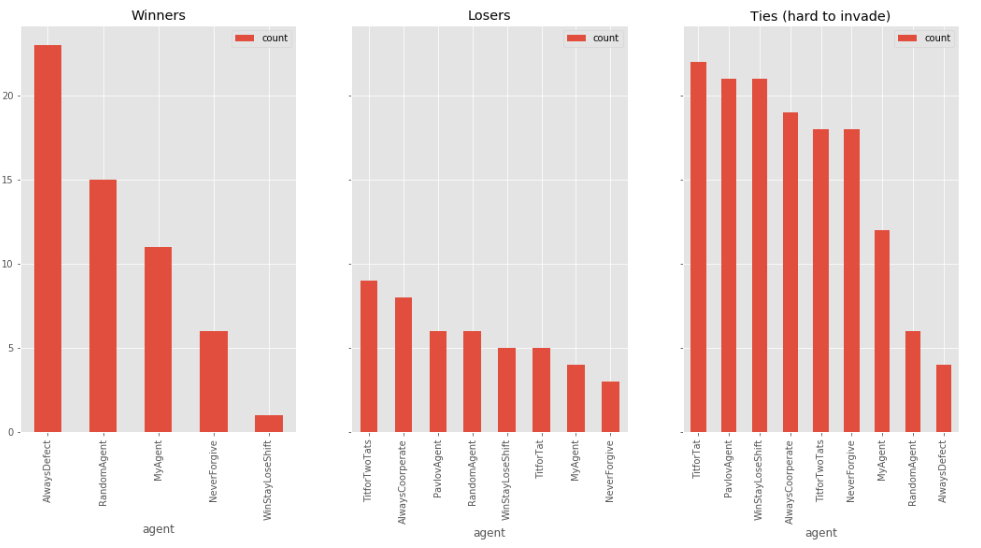 Winners
count
20
15
10
5
0
AlwaysDefect
RandomAgent
MyAgent
NeverForgive
WinStayLoseShift
agent
Losers
count
TitforTwoTats
AlwaysCoorperate
PavlovAgent
RandomAgent
WinStayLoseShift
TitforTat
MyAgent
NeverForgive
agent
Ties (hard to invade)
count
TitforTat
PavlovAgent
WinStayLoseShift
AlwaysCoorperate
TitforTwoTats
NeverForgive
MyAgent
RandomAgent
AlwaysDefect
agent